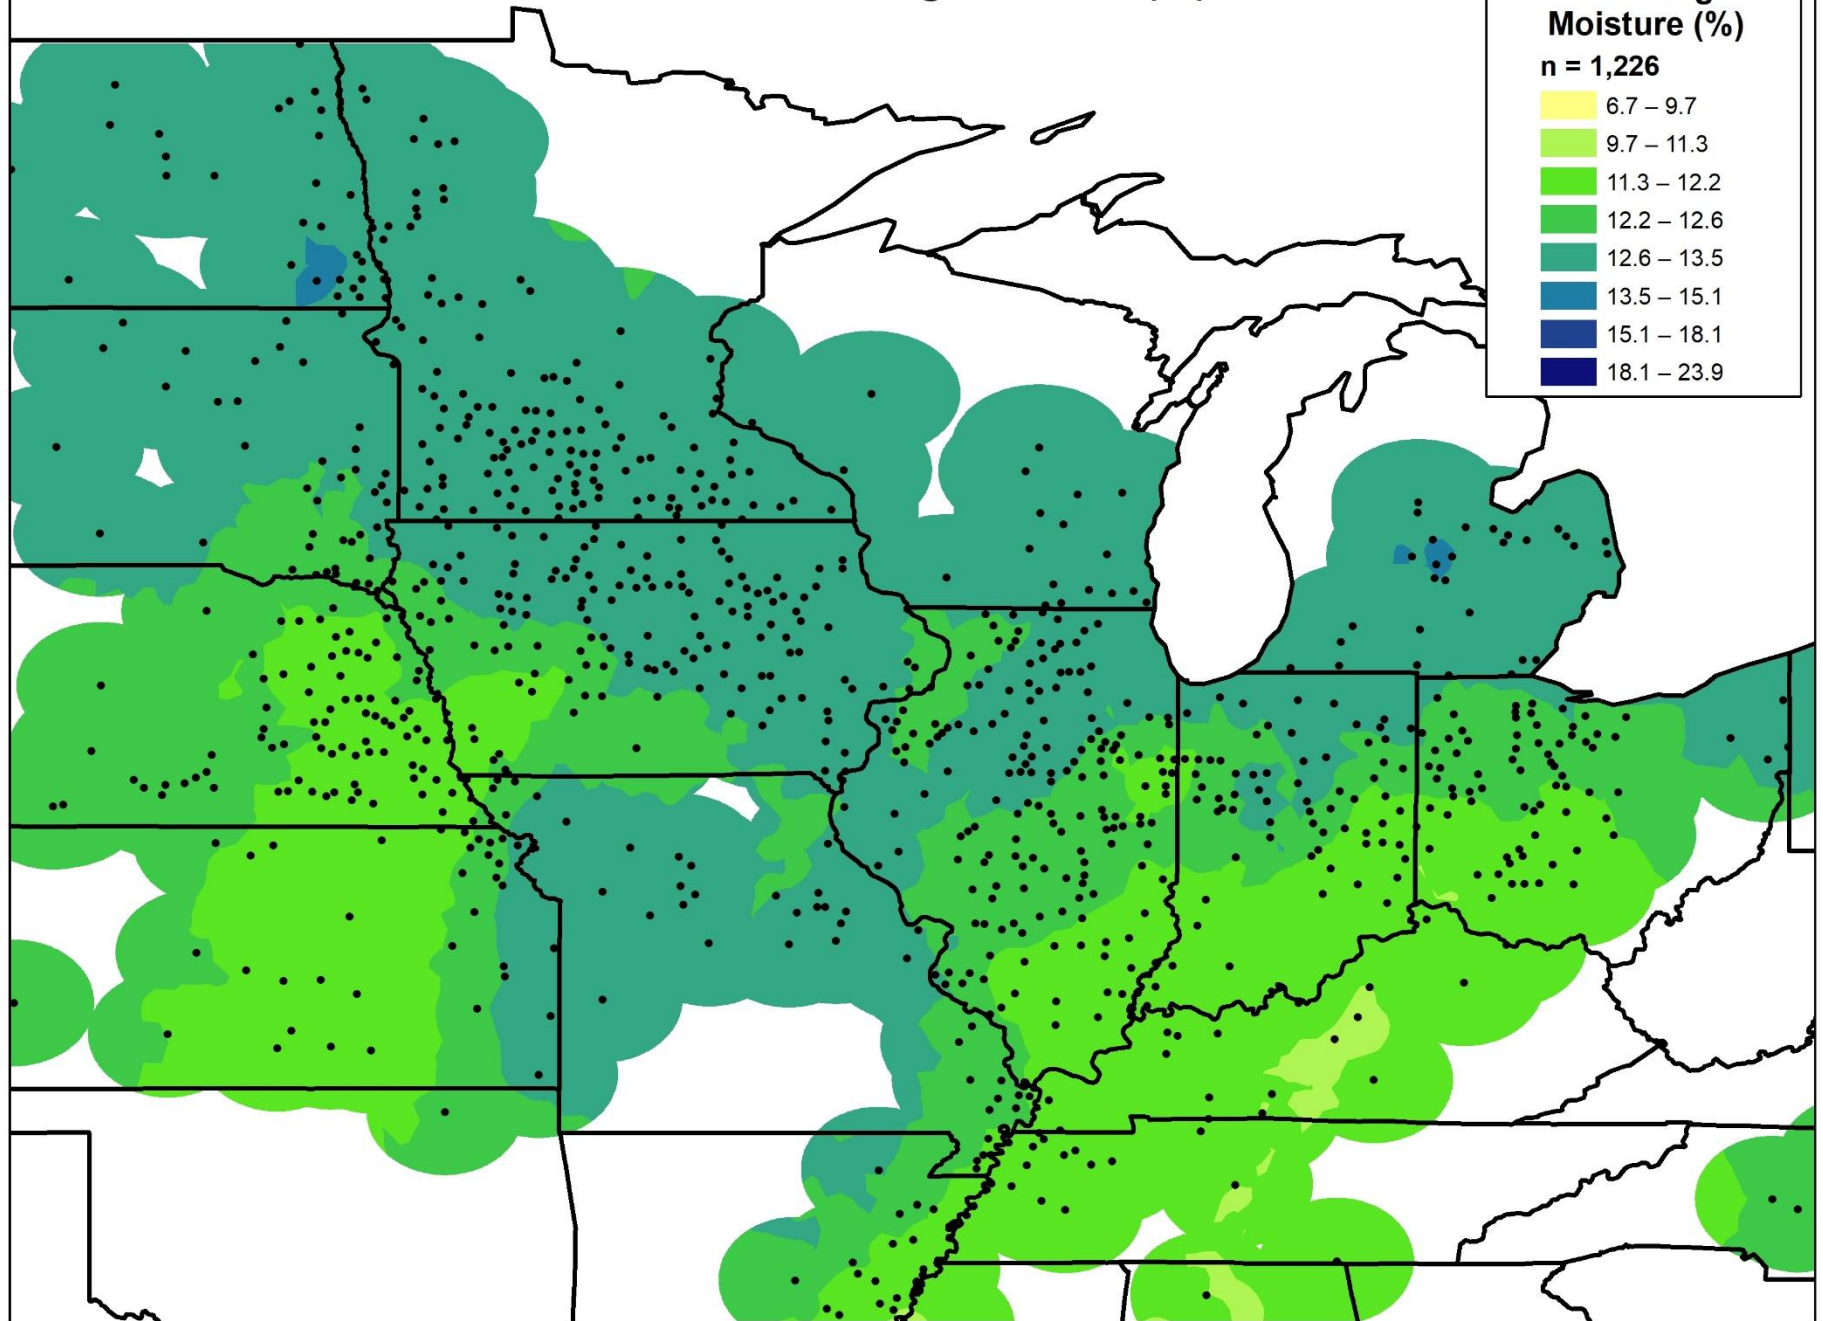 Moisture (%)
n = 1,226
6.7 – 9.7
9.7 – 11.3
11.3 – 12.2
12.2 – 12.6
12.6 – 13.5
13.5 – 15.1
15.1 – 18.1
18.1 – 23.9